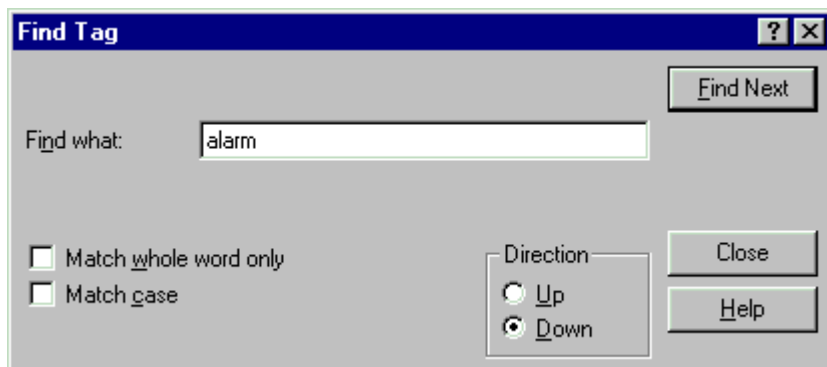 Find Tag
Find Next
Find what:
alarm
Match whole word only
Match case
Direction
Up
Down
Close
Help